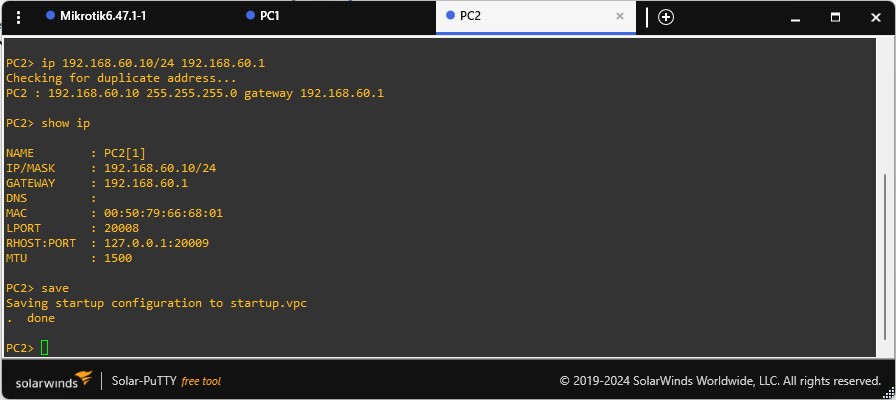 Mikrotik6.47.1-1 PC1 PC2
PC2> ip 192.168.60.10/24 192.168.60.1
Checking for duplicate address...
PC2 : 192.168.60.10 255.255.255.0 gateway 192.168.60.1
PC2> show ip
NAME : PC2[1]
IP/MASK : 192.168.60.10/24
GATEWAY : 192.168.60.1
DNS :
MAC : 00:50:79:66:68:01
LPORT : 20008
RHOST:PORT : 127.0.0.1:20009
MTU : 1500
PC2> save
Saving startup configuration to startup.vpc
. done
PC2>
solarwinds Solar-PuTTY free tool © 2019-2024 SolarWinds Worldwide, LLC. All rights reserved.